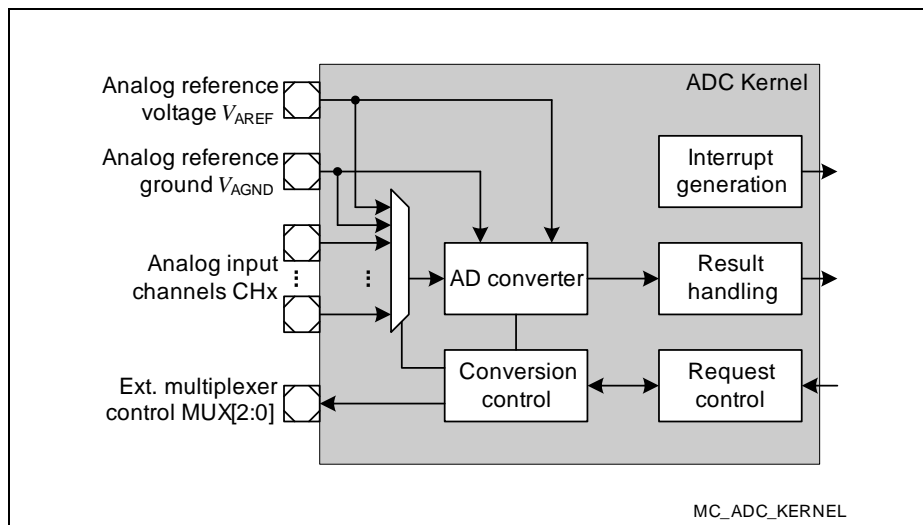 ADC Kernel
Analog reference
voltage VAREF
Analog reference
ground VAGND
Analog input
channels CHx
Ext. multiplexer
control MUX[2:0]
AD converter
Conversion
control
Interrupt
generation
Result
handling
Request
control
MC_ADC_KERNEL